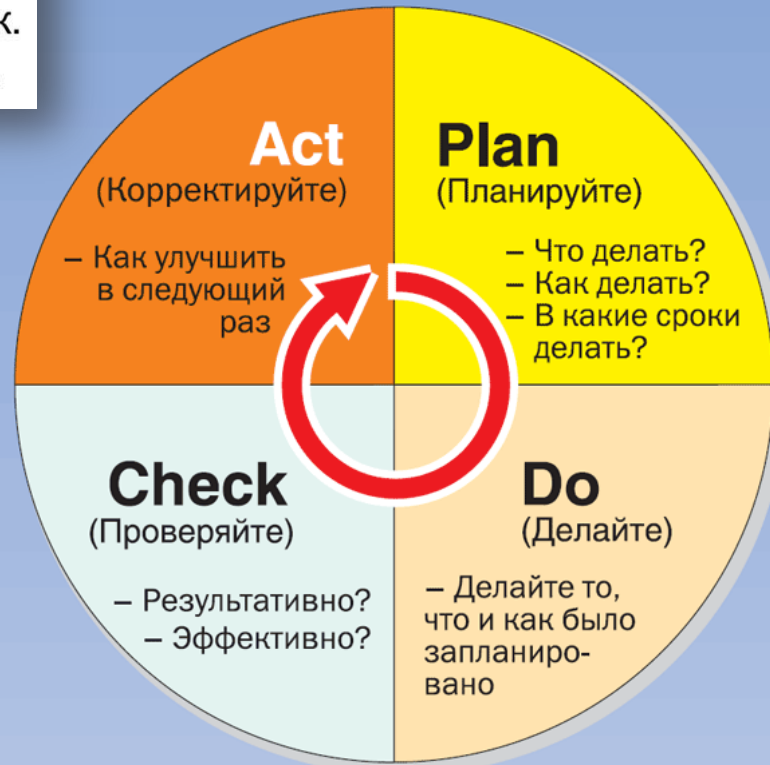 к.
Act
(Корректируйте)
– Как улучшить
в следующий
раз
Plan
(Планируйте)
– Что делать?
– Как делать?
– В какие сроки
делать?
Check
(Проверяйте)
– Результативно?
– Эффективно?
Do
(Делайте)
– Делайте то,
что и как было
запланиро-
вано